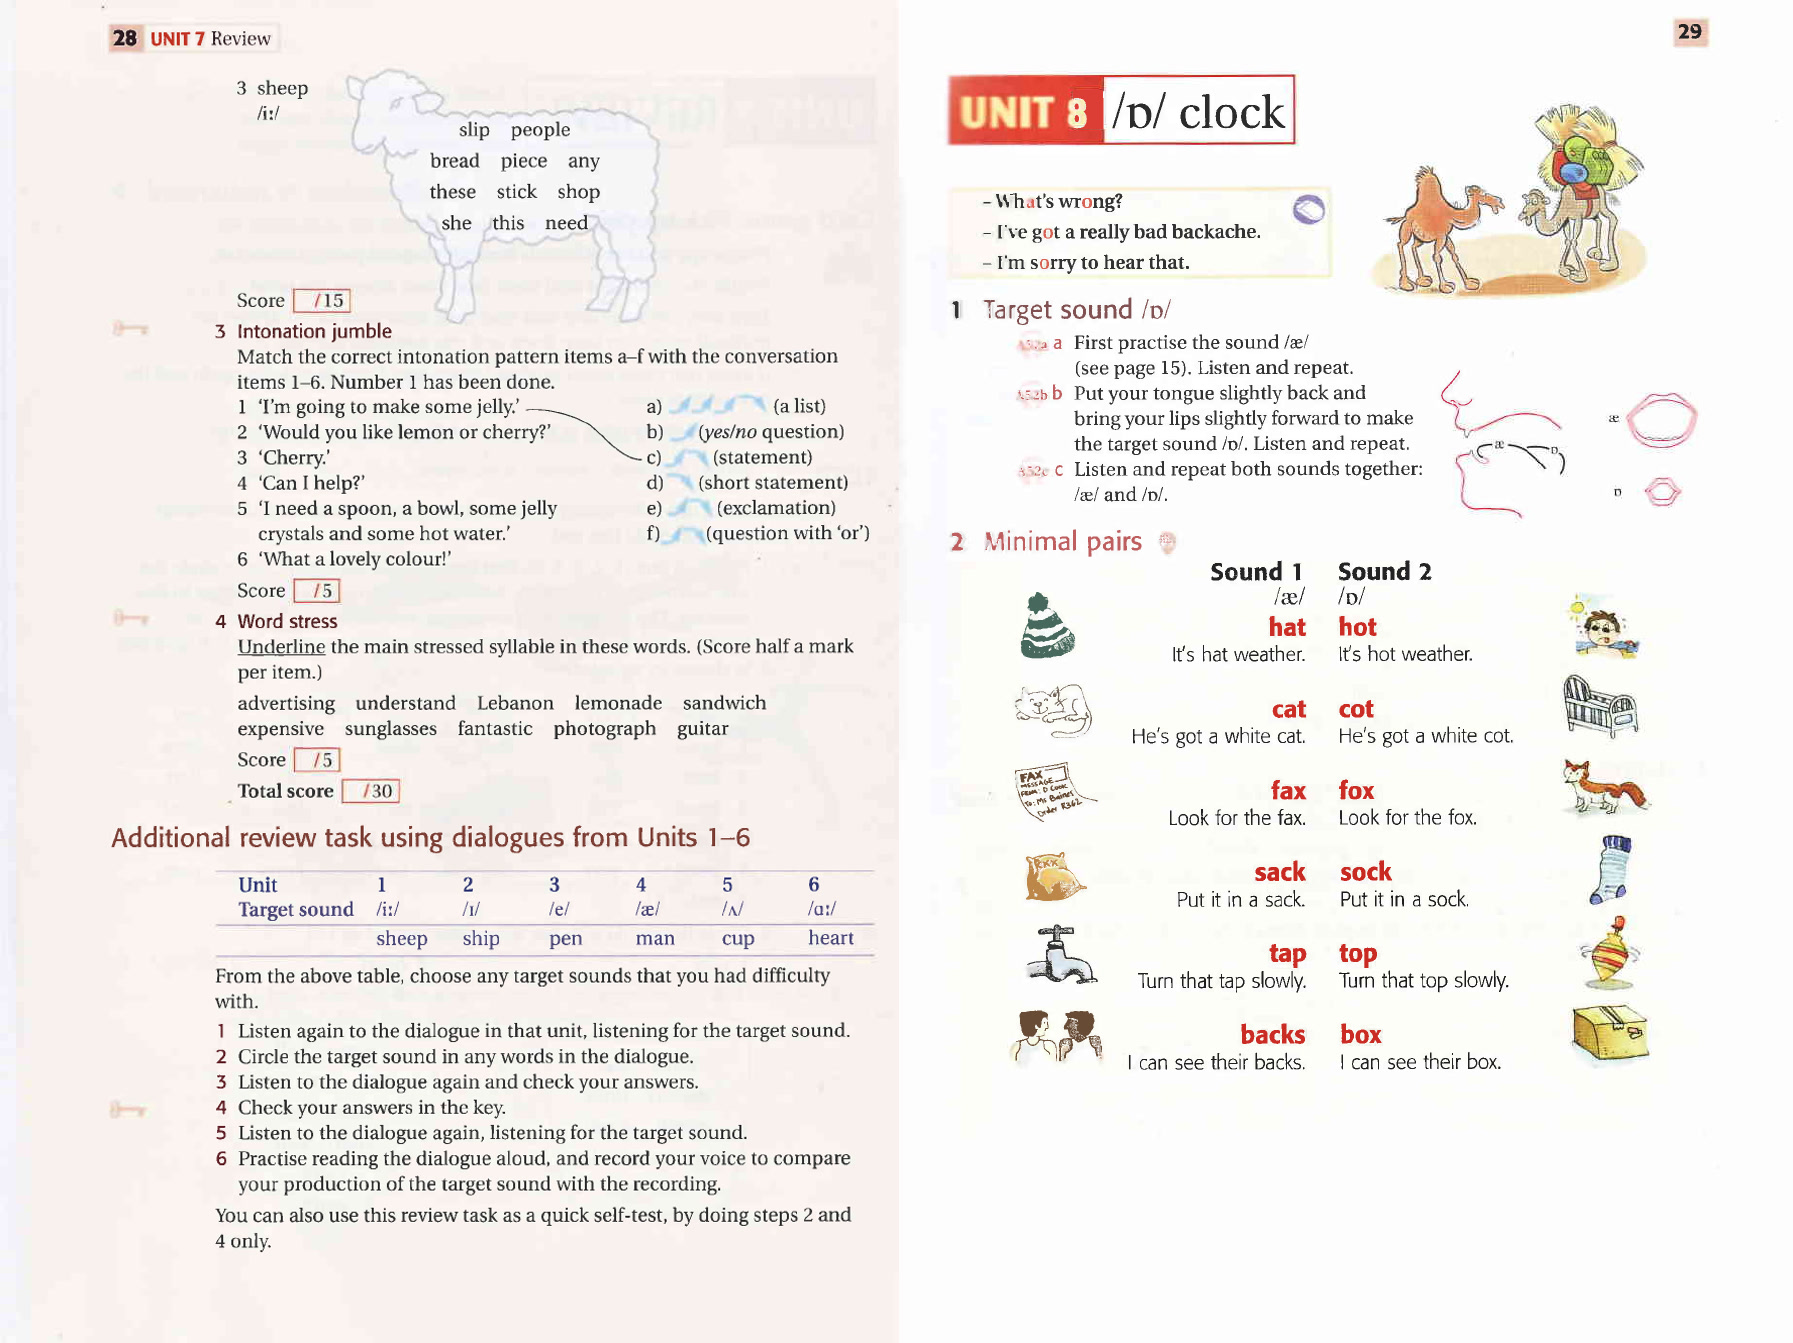 28 UNIT 7 Review
3 sheep
/iː/
slip people
bread piece any
these stick shop
she this need
Score /15
3 Intonation jumble
Match the correct intonation pattern items a–f with the conversation
items 1–6. Number 1 has been done.
1 ‘I'm going to make some jelly.’
2 ‘Would you like lemon or cherry?’
3 ‘Cherry.’
4 ‘Can I help?’
5 ‘I need a spoon, a bowl, some jelly
crystals and some hot water.’
6 ‘What a lovely colour!’
a) (a list)
b) (yes/no question)
c) (statement)
d) (short statement)
e) (exclamation)
f) (question with ‘or’)
Score /5
4 Word stress
Underline the main stressed syllable in these words. (Score half a mark
per item.)
advertising understand Lebanon lemonade sandwich
expensive sunglasses fantastic photograph guitar
Score /5
Total score /30
Additional review task using dialogues from Units 1–6
Unit 1 2 3 4 5 6
Target sound /iː/ /ɪ/ /e/ /æ/ /ʌ/ /ɑː/
sheep ship pen man cup heart
From the above table, choose any target sounds that you had difficulty
with.
1 Listen again to the dialogue in that unit, listening for the target sound.
2 Circle the target sound in any words in the dialogue.
3 Listen to the dialogue again and check your answers.
4 Check your answers in the key.
5 Listen to the dialogue again, listening for the target sound.
6 Practise reading the dialogue aloud, and record your voice to compare
your production of the target sound with the recording.
You can also use this review task as a quick self-test, by doing steps 2 and
4 only.
29
UNIT 8 /ɒ/ clock
– What's wrong?
– I've got a really bad backache.
– I'm sorry to hear that.
1 Target sound /ɒ/
A52a a First practise the sound /æ/
(see page 15). Listen and repeat.
A52b b Put your tongue slightly back and
bring your lips slightly forward to make
the target sound /ɒ/. Listen and repeat.
A52c c Listen and repeat both sounds together:
/æ/ and /ɒ/.
æ
ɒ
æ
ɒ
2 Minimal pairs
Sound 1 Sound 2
/æ/ /ɒ/
hat hot
It's hat weather. It's hot weather.
cat cot
He's got a white cat. He's got a white cot.
FAX
MESSAGE
FROM: D Cook
To: Ms Baines
Order R362
fax fox
Look for the fax. Look for the fox.
sack sock
Put it in a sack. Put it in a sock.
tap top
Turn that tap slowly. Turn that top slowly.
backs box
I can see their backs. I can see their box.